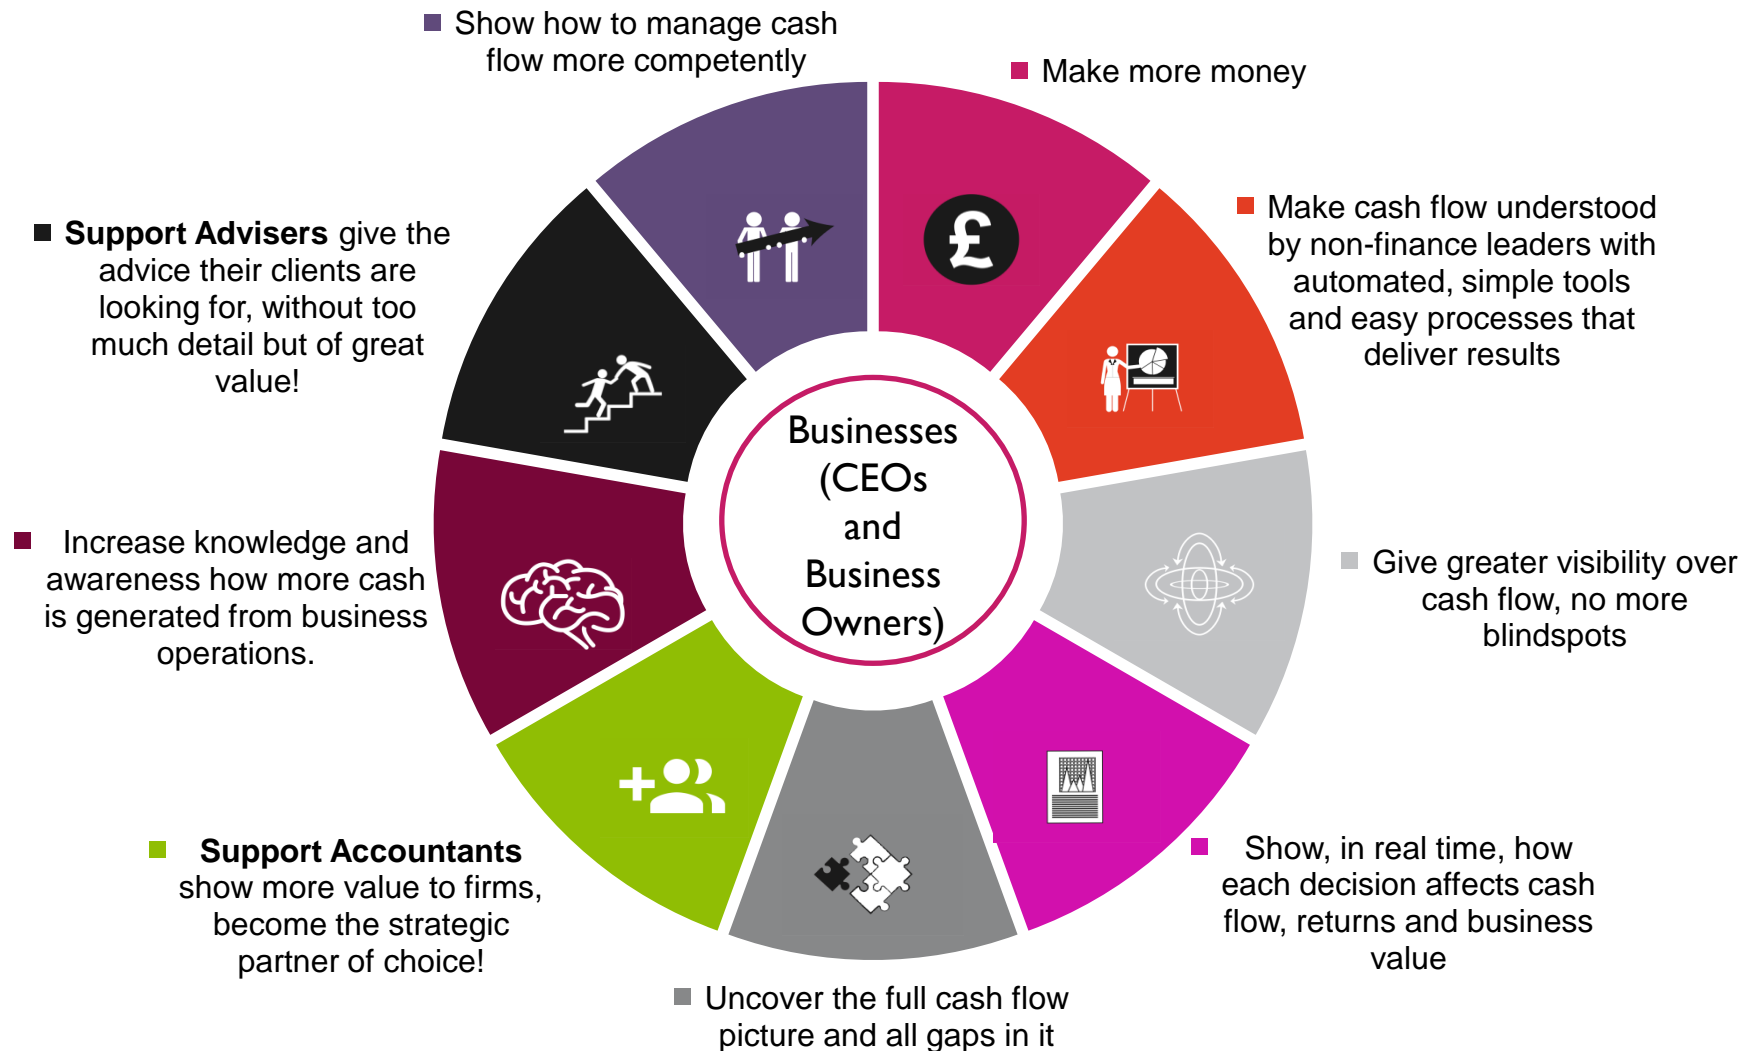 Show how to manage cash
flow more competently
Make more money
Make cash flow understood
by non-finance leaders with
automated, simple tools
and easy processes that
deliver results
Give greater visibility over
cash flow, no more
blindspots
Show, in real time, how
each decision affects cash
flow, returns and business
value
Uncover the full cash flow
picture and all gaps in it
Support Accountants
show more value to firms,
become the strategic
partner of choice!
Increase knowledge and
awareness how more cash
is generated from business
operations.
Support Advisers give the
advice their clients are
looking for, without too
much detail but of great
value!
£
Businesses
(CEOs
and
Business
Owners)